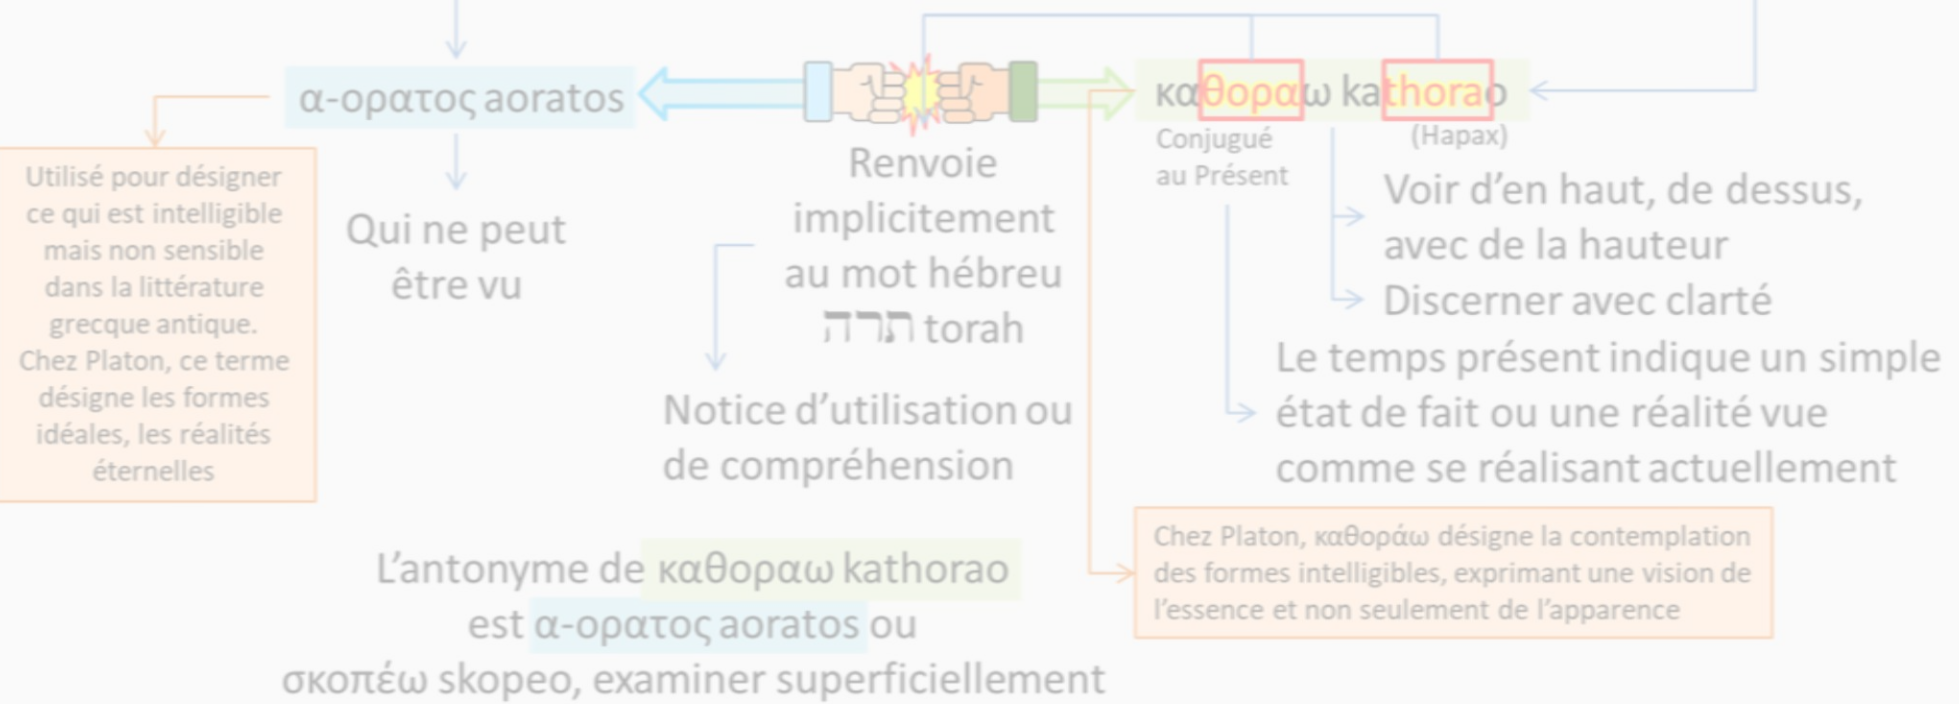 α-ορατος aoratos
καθοραω kathorao
Conjugué
au Présent
(Hapax)
Utilisé pour désigner
ce qui est intelligible
mais non sensible
dans la littérature
grecque antique.
Chez Platon, ce terme
désigne les formes
idéales, les réalités
éternelles
Qui ne peut
être vu
Renvoie
implicitement
au mot hébreu
תרה torah
Notice d’utilisation ou
de compréhension
Voir d’en haut, de dessus,
avec de la hauteur
Discerner avec clarté
Le temps présent indique un simple
état de fait ou une réalité vue
comme se réalisant actuellement
Chez Platon, καθοράω désigne la contemplation
des formes intelligibles, exprimant une vision de
l’essence et non seulement de l’apparence
L’antonyme de καθοραω kathorao
est α-ορατος aoratos ou
σκοπέω skopeo, examiner superficiellement